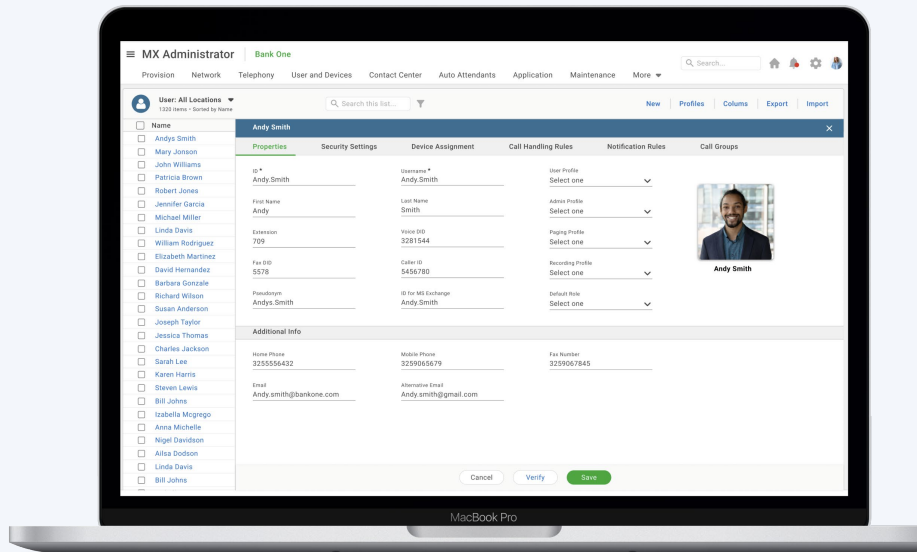 MX Administrator
Bank One
Search...
Provision Network Telephony User and Devices Contact Center Auto Attendants Application Maintenance More
User: All Locations
1320 items • Sorted by Name
Search this list...
New Profiles Colums Export Import
Name
Andys Smith
Mary Jonson
John Williams
Patricia Brown
Robert Jones
Jennifer Garcia
Michael Miller
Linda Davis
William Rodriguez
Elizabeth Martinez
David Hernandez
Barbara Gonzale
Richard Wilson
Susan Anderson
Joseph Taylor
Jessica Thomas
Charles Jackson
Sarah Lee
Karen Harris
Steven Lewis
Bill Johns
Izabella Mcgrego
Anna Michelle
Nigel Davidson
Ailsa Dodson
Linda Davis
Bill Johns
Andy Smith
Properties Security Settings Device Assignment Call Handling Rules Notification Rules Call Groups
ID * Username * User Profile
Andy.Smith Andy.Smith Select one
First Name Last Name Admin Profile
Andy Smith Select one
Extension Voice DID Paging Profile
709 3281544 Select one
Fax DID Caller ID Recording Profile
5578 5456780 Select one
Pseudonym ID for MS Exchange Default Role
Andys.Smith Andy.Smith Select one
Andy Smith
Additional Info
Home Phone Mobile Phone Fax Number
3255556432 3259065679 3259067845
Email Alternative Email
Andy.smith@bankone.com Andy.smith@gmail.com
Cancel Verify Save
MacBook Pro